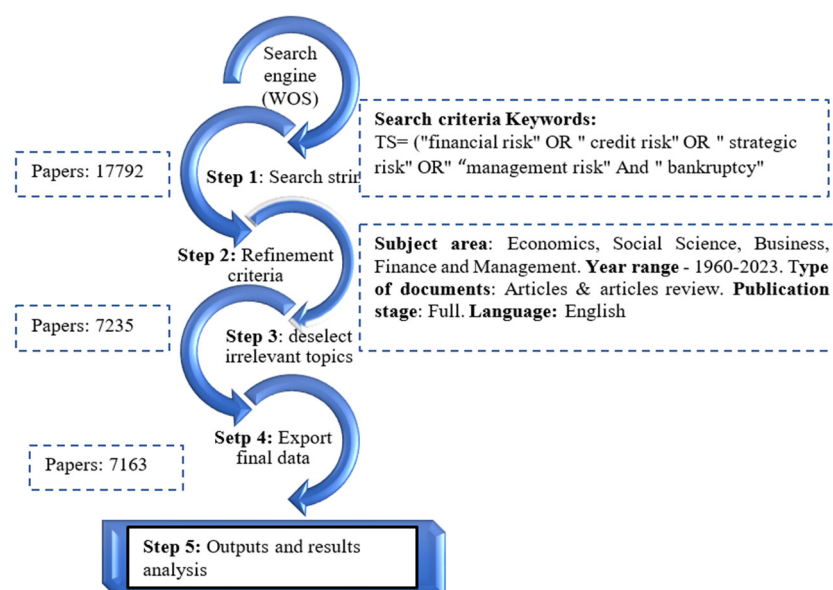 Search
engine
(WOS)
Search criteria Keywords:
TS= ("financial risk" OR " credit risk" OR " strategic
risk" OR" “management risk" And " bankruptcy"
Papers: 17792
Step 1: Search strin
Step 2: Refinement
criteria
Subject area: Economics, Social Science, Business,
Finance and Management. Year range - 1960-2023. Type
of documents: Articles & articles review. Publication
stage: Full. Language: English
Papers: 7235
Step 3: deselect
irrelevant topics
Setp 4: Export
final data
Papers: 7163
Step 5: Outputs and results
analysis